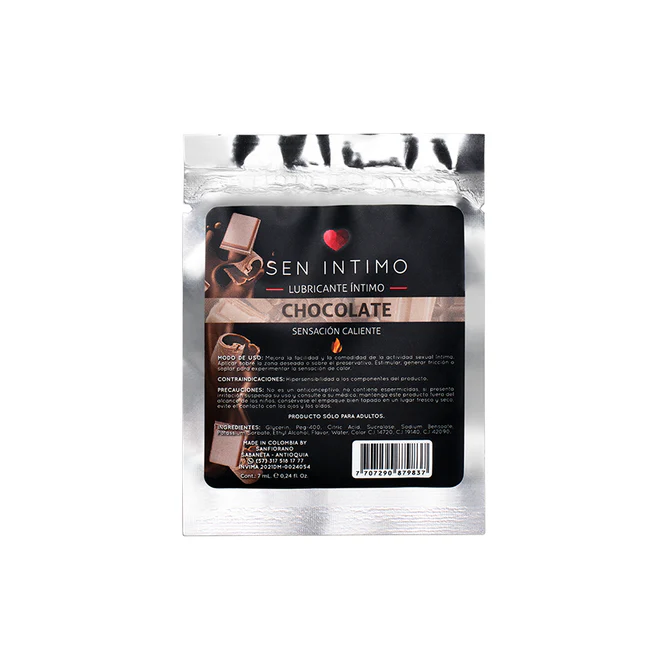 SEN INTIMO
LUBRICANTE ÍNTIMO
CHOCOLATE
SENSACIÓN CALIENTE
MODO DE USO: Mejora la facilidad y la comodidad de la actividad sexual íntima.
Aplicar sobre la zona deseada o sobre el preservativo. Estimular, generar fricción o
soplar para experimentar la sensación de calor.
CONTRAINDICACIONES: Hipersensibilidad a los componentes del producto.
PRECAUCIONES: No es un anticonceptivo, no contiene espermicidas, si presenta
irritación suspenda su uso y consulte a su médico, mantenga este producto fuera del
alcance de los niños, consérvese el empaque bien tapado en un lugar fresco y seco,
evite el contacto con los ojos y los oídos.
PRODUCTO SÓLO PARA ADULTOS.
INGREDIENTES: Glycerin, Peg-400, Citric Acid, Sucralose, Sodium Benzoate,
Potassium Sorbate, Ethyl Alcohol, Flavor, Water, Color C.I 14720, C.I 19140, C.I 42090.
MADE IN COLOMBIA BY
SANFIORANO
SABANETA - ANTIOQUIA
(57) 317 518 17 77
INVIMA 2021DM-0024054
Cont.: 7 mL. e 0,24 fl. Oz.
7 707290 879837